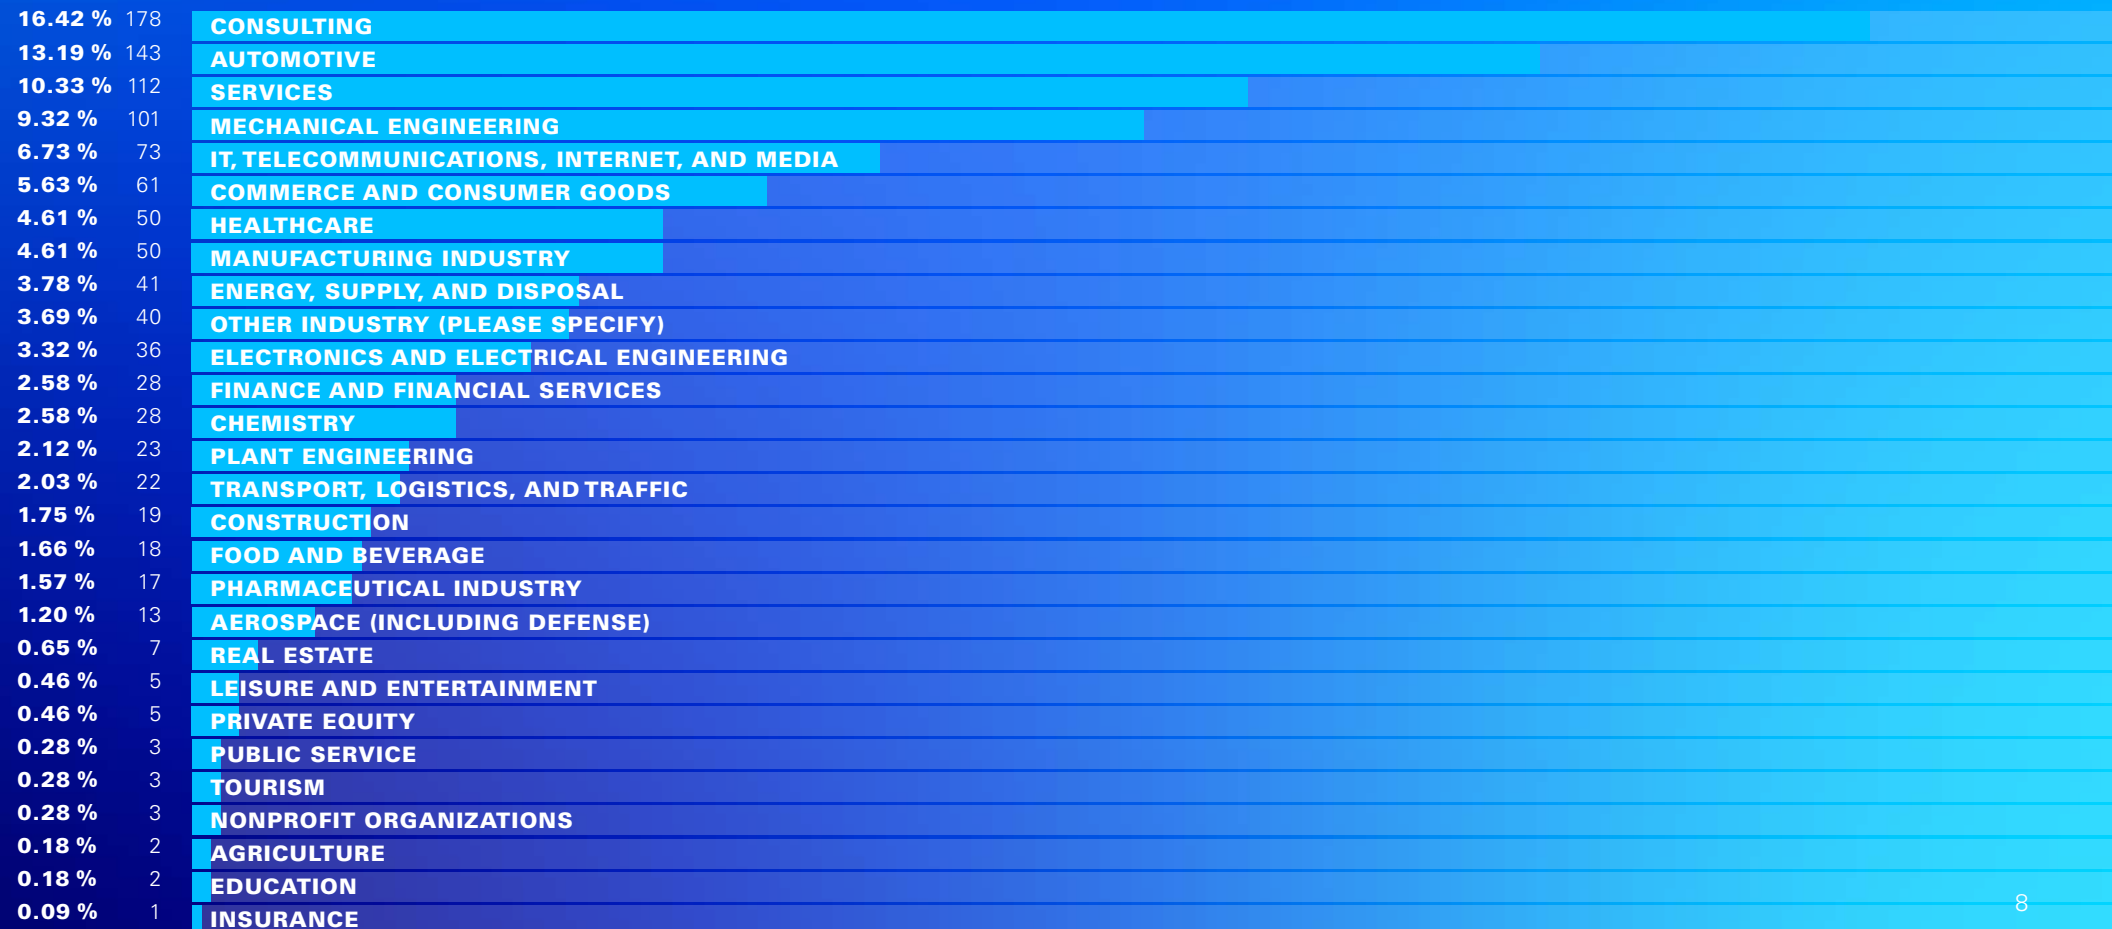 16.42 % 178 CONSULTING
13.19 % 143 AUTOMOTIVE
10.33 % 112 SERVICES
9.32 % 101 MECHANICAL ENGINEERING
6.73 % 73 IT, TELECOMMUNICATIONS, INTERNET, AND MEDIA
5.63 % 61 COMMERCE AND CONSUMER GOODS
4.61 % 50 HEALTHCARE
4.61 % 50 MANUFACTURING INDUSTRY
3.78 % 41 ENERGY, SUPPLY, AND DISPOSAL
3.69 % 40 OTHER INDUSTRY (PLEASE SPECIFY)
3.32 % 36 ELECTRONICS AND ELECTRICAL ENGINEERING
2.58 % 28 FINANCE AND FINANCIAL SERVICES
2.58 % 28 CHEMISTRY
2.12 % 23 PLANT ENGINEERING
2.03 % 22 TRANSPORT, LOGISTICS, AND TRAFFIC
1.75 % 19 CONSTRUCTION
1.66 % 18 FOOD AND BEVERAGE
1.57 % 17 PHARMACEUTICAL INDUSTRY
1.20 % 13 AEROSPACE (INCLUDING DEFENSE)
0.65 % 7 REAL ESTATE
0.46 % 5 LEISURE AND ENTERTAINMENT
0.46 % 5 PRIVATE EQUITY
0.28 % 3 PUBLIC SERVICE
0.28 % 3 TOURISM
0.28 % 3 NONPROFIT ORGANIZATIONS
0.18 % 2 AGRICULTURE
0.18 % 2 EDUCATION
0.09 % 1 INSURANCE
8